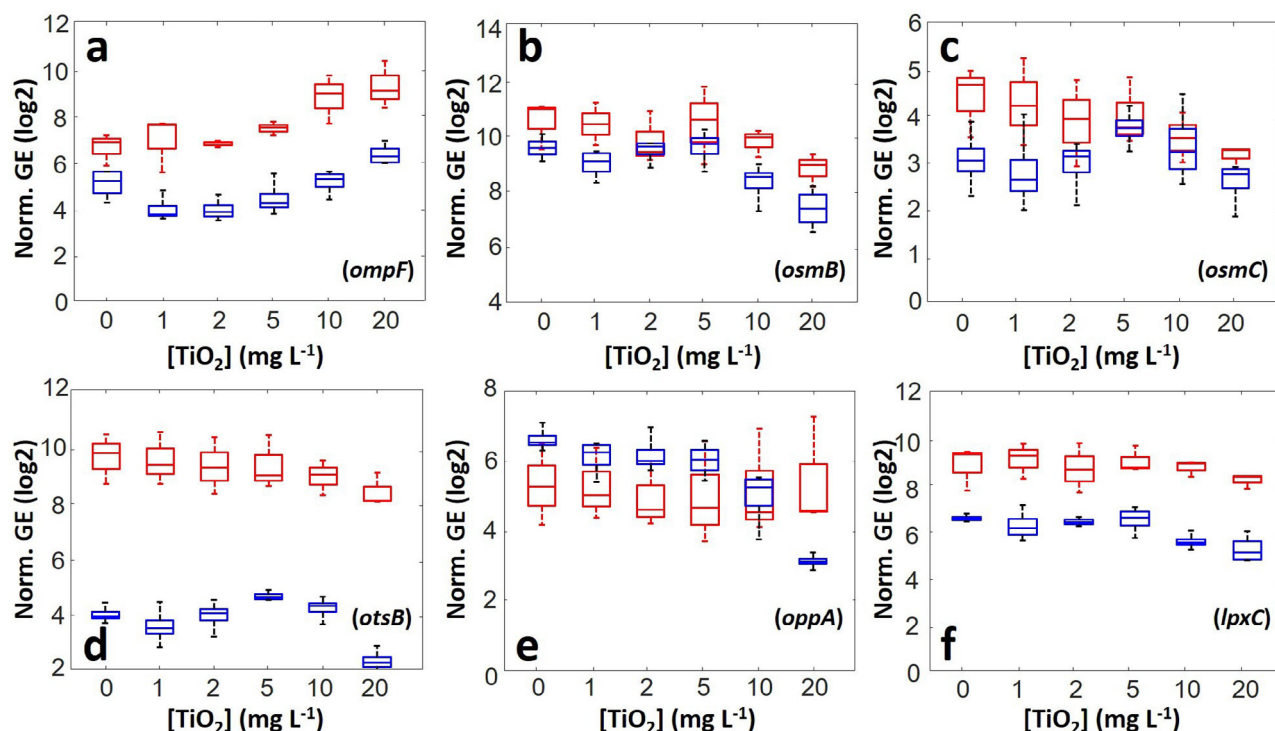 a
Norm. GE (log2)
12
10
8
6
4
2
0
(ompF)
0 1 2 5 10 20
[TiO₂] (mg L⁻¹)
b
Norm. GE (log2)
14
12
10
8
6
4
(osmB)
0 1 2 5 10 20
[TiO₂] (mg L⁻¹)
c
Norm. GE (log2)
6
5
4
3
2
1
0
(osmC)
0 1 2 5 10 20
[TiO₂] (mg L⁻¹)
d
Norm. GE (log2)
12
10
8
6
4
2
(otsB)
0 1 2 5 10 20
[TiO₂] (mg L⁻¹)
e
Norm. GE (log2)
8
6
4
2
0
(oppA)
0 1 2 5 10 20
[TiO₂] (mg L⁻¹)
f
Norm. GE (log2)
12
10
8
6
4
2
0
(lpxC)
0 1 2 5 10 20
[TiO₂] (mg L⁻¹)